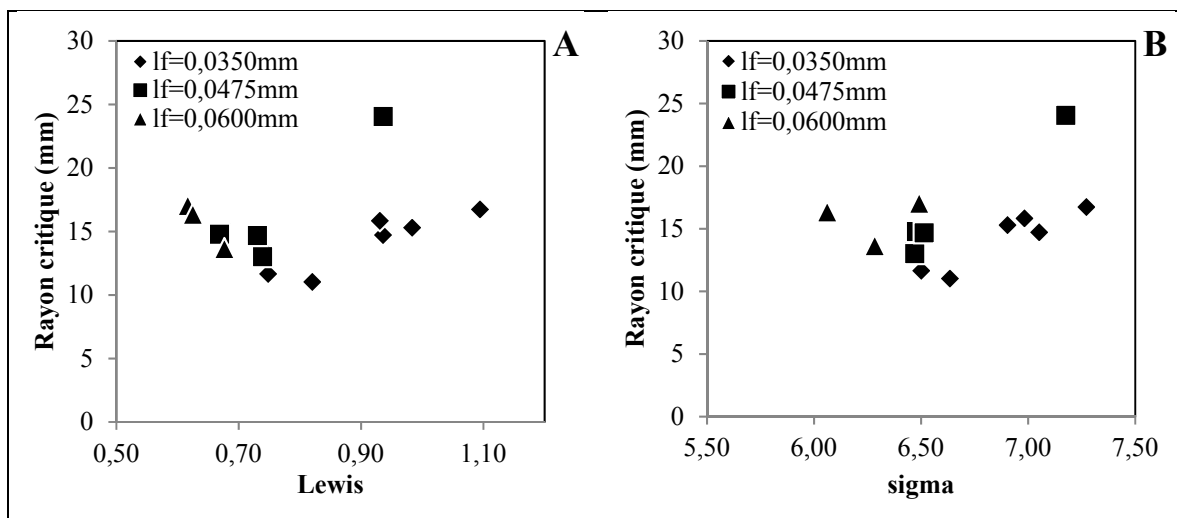 A
lf=0,0350mm
lf=0,0475mm
lf=0,0600mm
Rayon critique (mm)
30
25
20
15
10
5
0
0,50 0,70 0,90 1,10
Lewis
B
lf=0,0350mm
lf=0,0475mm
lf=0,0600mm
Rayon critique (mm)
30
25
20
15
10
5
0
5,50 6,00 6,50 7,00 7,50
sigma